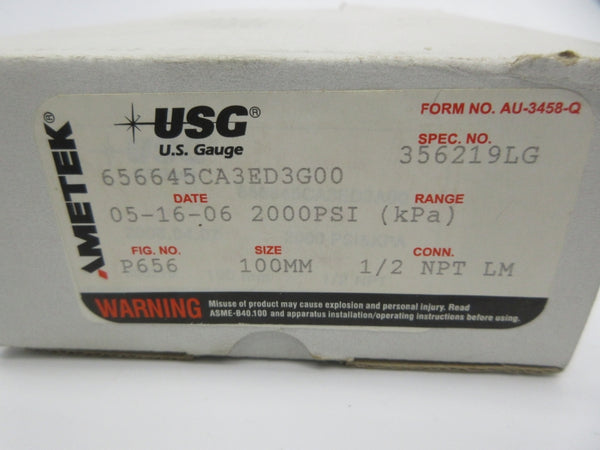 AMETEK®
USG®
U.S. Gauge
FORM NO. AU-3458-Q
SPEC. NO.
356219LG
656645CA3ED3G00
DATE RANGE
05-16-06 2000PSI (kPa)
FIG. NO. SIZE CONN.
P656 100MM 1/2 NPT LM
WARNING
Misuse of product may cause explosion and personal injury. Read
ASME-B40.100 and apparatus installation/operating instructions before using.